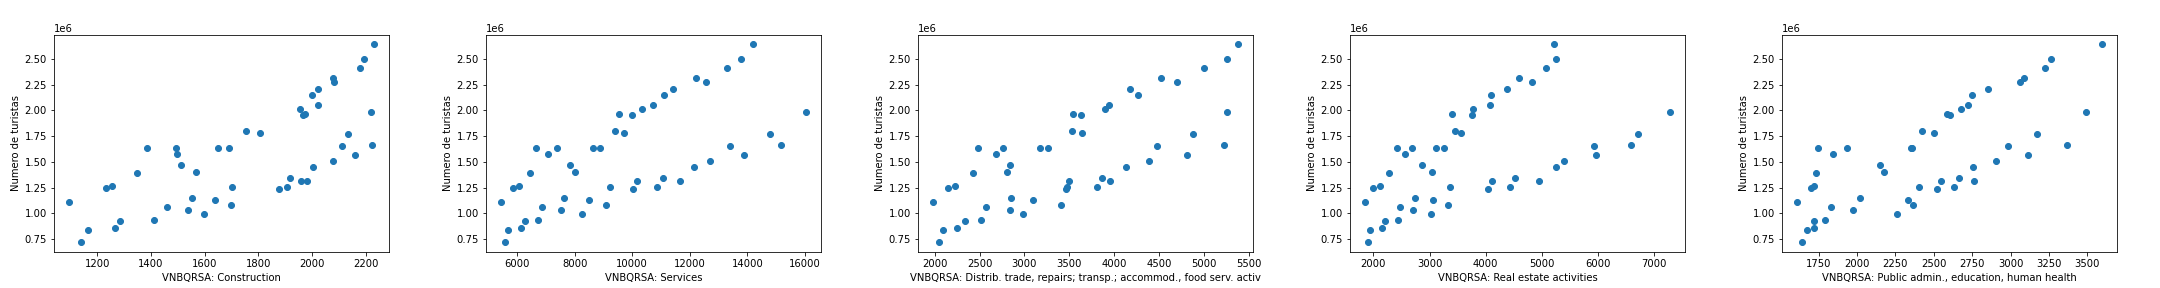 1e6
2.50
2.25
2.00
1.75
1.50
1.25
1.00
0.75
Numero de turistas
1200 1400 1600 1800 2000 2200
VNBQRSA: Construction
1e6
2.50
2.25
2.00
1.75
1.50
1.25
1.00
0.75
Numero de turistas
6000 8000 10000 12000 14000 16000
VNBQRSA: Services
1e6
2.50
2.25
2.00
1.75
1.50
1.25
1.00
0.75
Numero de turistas
2000 2500 3000 3500 4000 4500 5000 5500
VNBQRSA: Distrib. trade, repairs; transp.; accommod., food serv. activ
1e6
2.50
2.25
2.00
1.75
1.50
1.25
1.00
0.75
Numero de turistas
2000 3000 4000 5000 6000 7000
VNBQRSA: Real estate activities
1e6
2.50
2.25
2.00
1.75
1.50
1.25
1.00
0.75
Numero de turistas
1750 2000 2250 2500 2750 3000 3250 3500
VNBQRSA: Public admin., education, human health